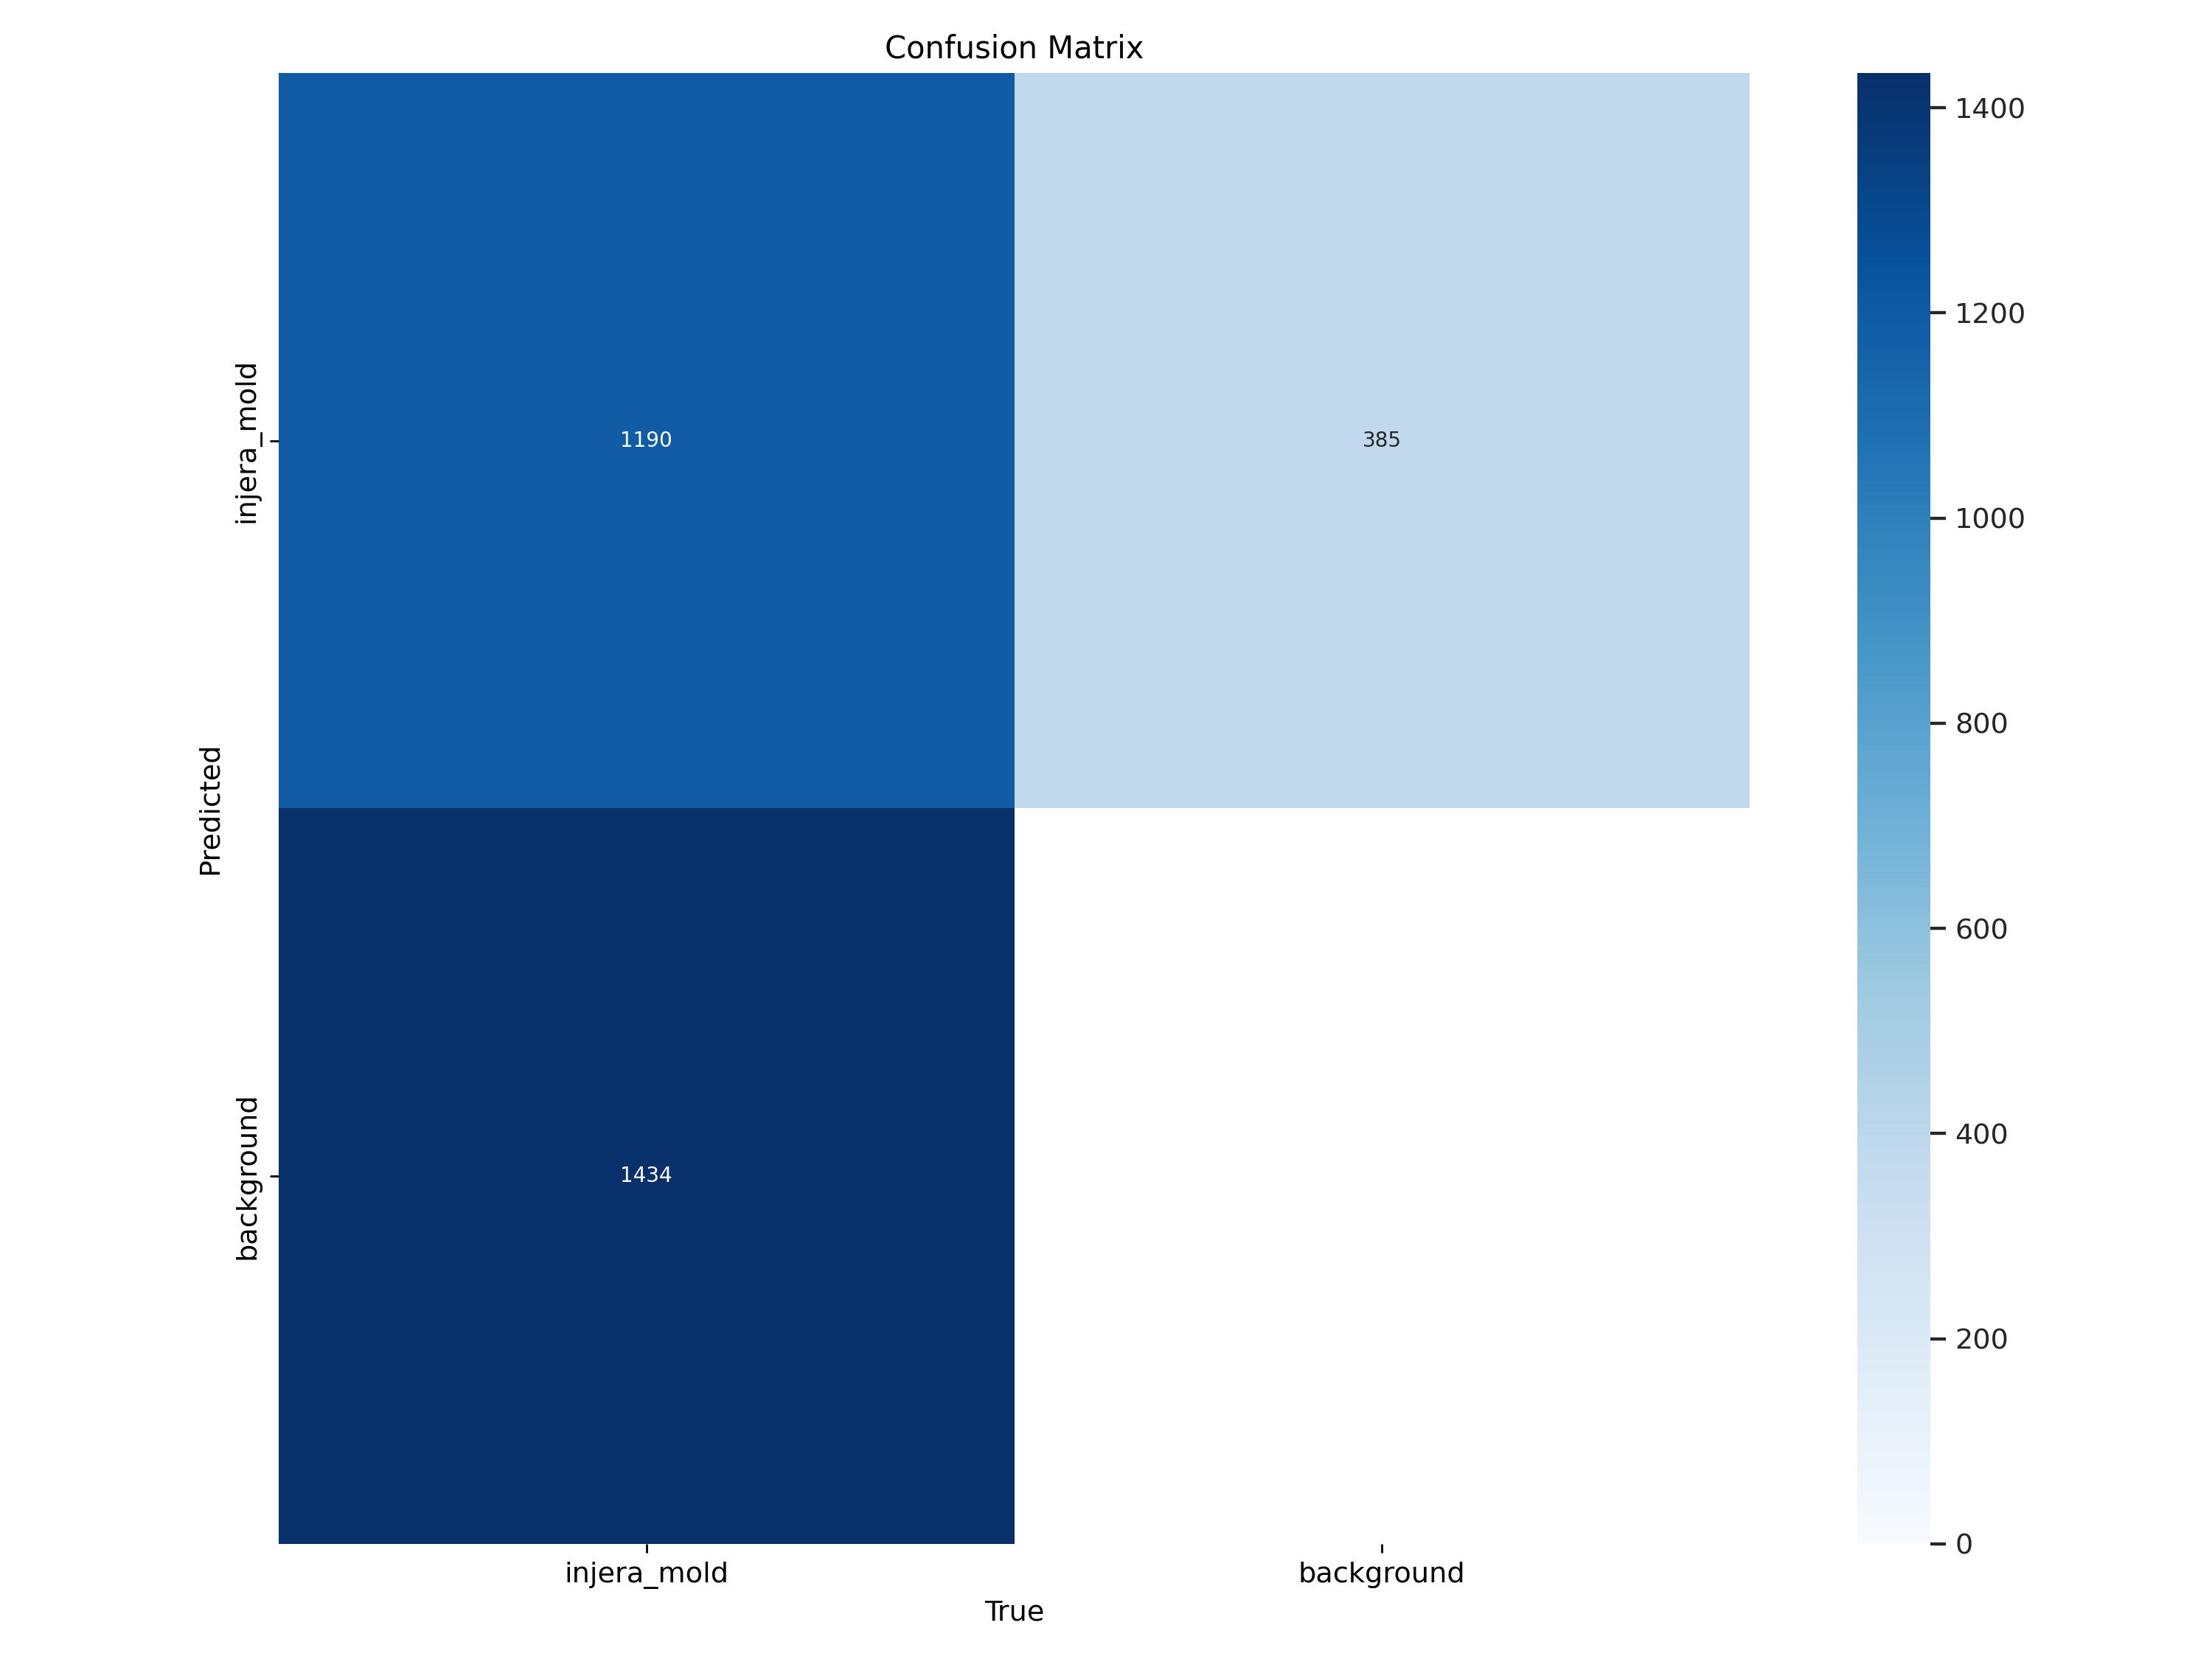 Confusion Matrix
injera_mold
background
Predicted
1190
385
1434
injera_mold
background
True
1400
1200
1000
800
600
400
200
0